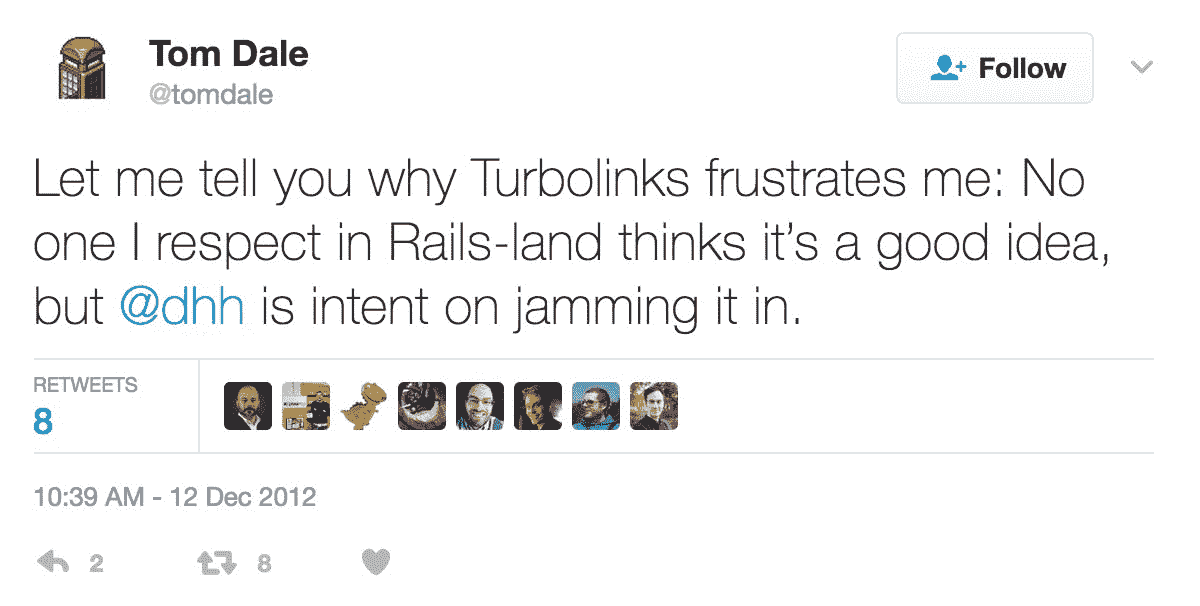 Tom Dale
@tomdale
Follow
Let me tell you why Turbolinks frustrates me: No
one I respect in Rails-land thinks it’s a good idea,
but @dhh is intent on jamming it in.
RETWEETS
8
10:39 AM - 12 Dec 2012
2 8